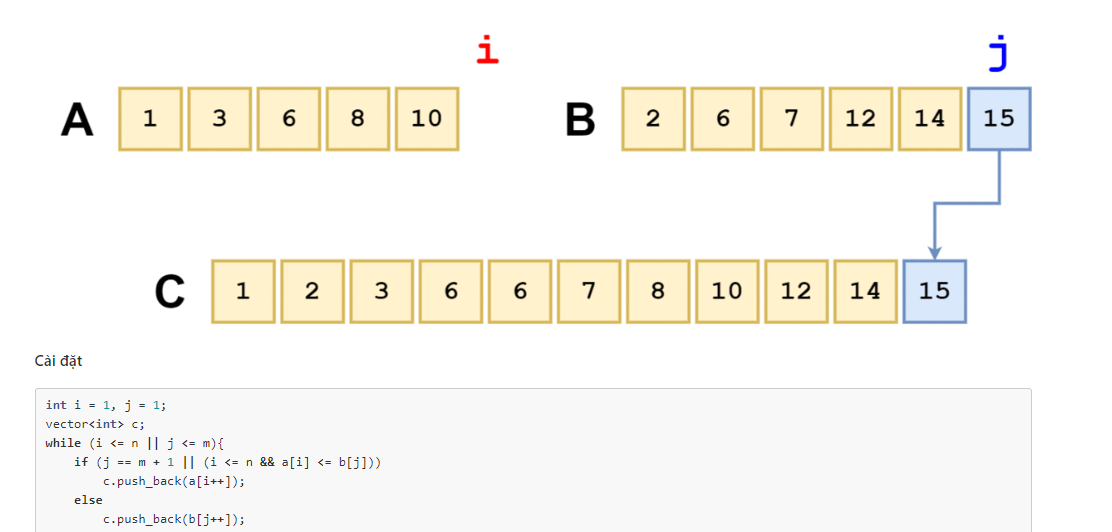 i j
A 1 3 6 8 10 B 2 6 7 12 14 15
C 1 2 3 6 6 7 8 10 12 14 15
Cài đặt
int i = 1, j = 1;
vector<int> c;
while (i <= n || j <= m){
    if (j == m + 1 || (i <= n && a[i] <= b[j]))
        c.push_back(a[i++]);
    else
        c.push_back(b[j++]);